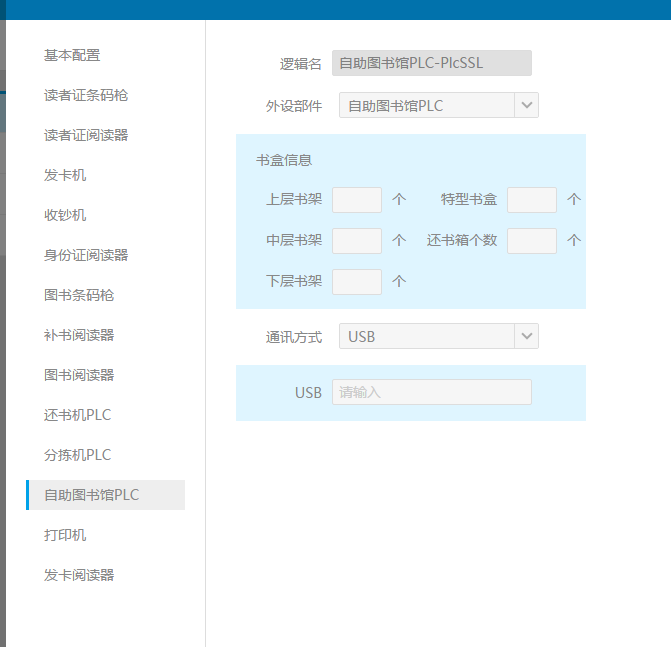 基本配置
读者证条码枪
读者证阅读器
发卡机
收钞机
身份证阅读器
图书条码枪
补书阅读器
图书阅读器
还书机PLC
分拣机PLC
自助图书馆PLC
打印机
发卡阅读器
逻辑名 自助图书馆PLC-PlcSSL
外设部件 自助图书馆PLC
书盒信息
上层书架 个 特型书盒 个
中层书架 个 还书箱个数 个
下层书架 个
通讯方式 USB
USB 请输入